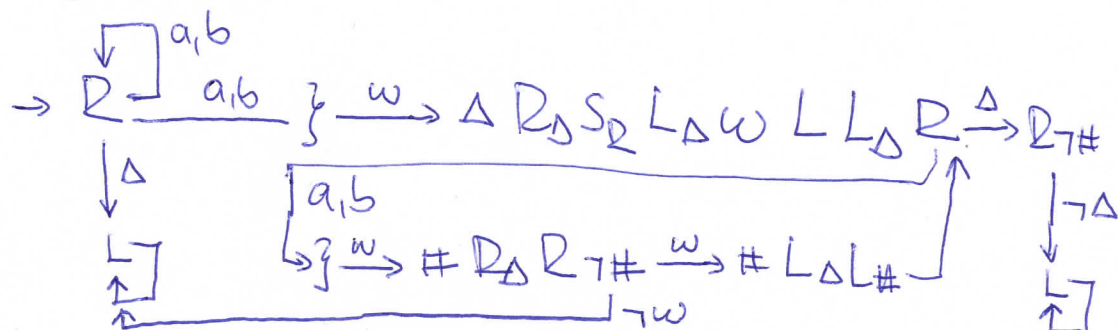 a,b
→ R a,b } ω → Δ R_Δ S_R L_Δ ω L L_Δ R Δ → R_¬#
Δ a,b ¬Δ
L } ω → # R_Δ R_¬# ω → # L_Δ L_# L
¬ω